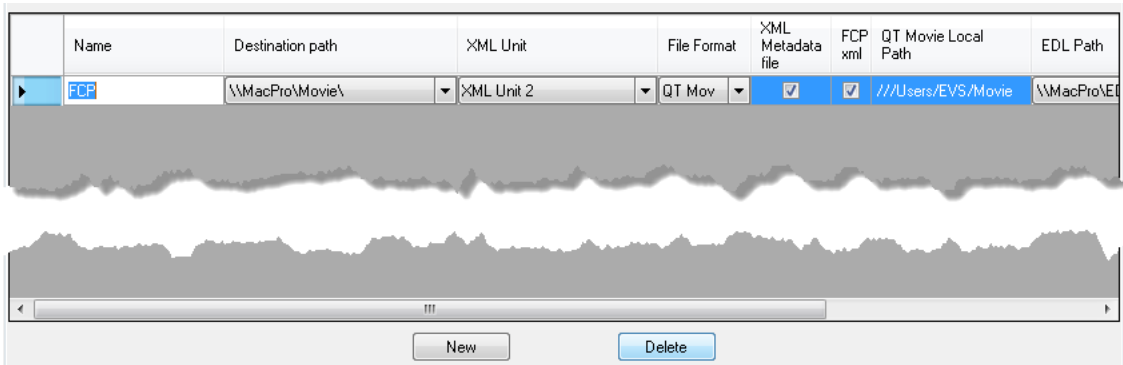 Name Destination path XML Unit File Format XML Metadata file FCP xml QT Movie Local Path EDL Path
FCP \\MacPro\Movie\ XML Unit 2 QT Mov ///Users/EVS/Movie \\MacPro\ED
New Delete